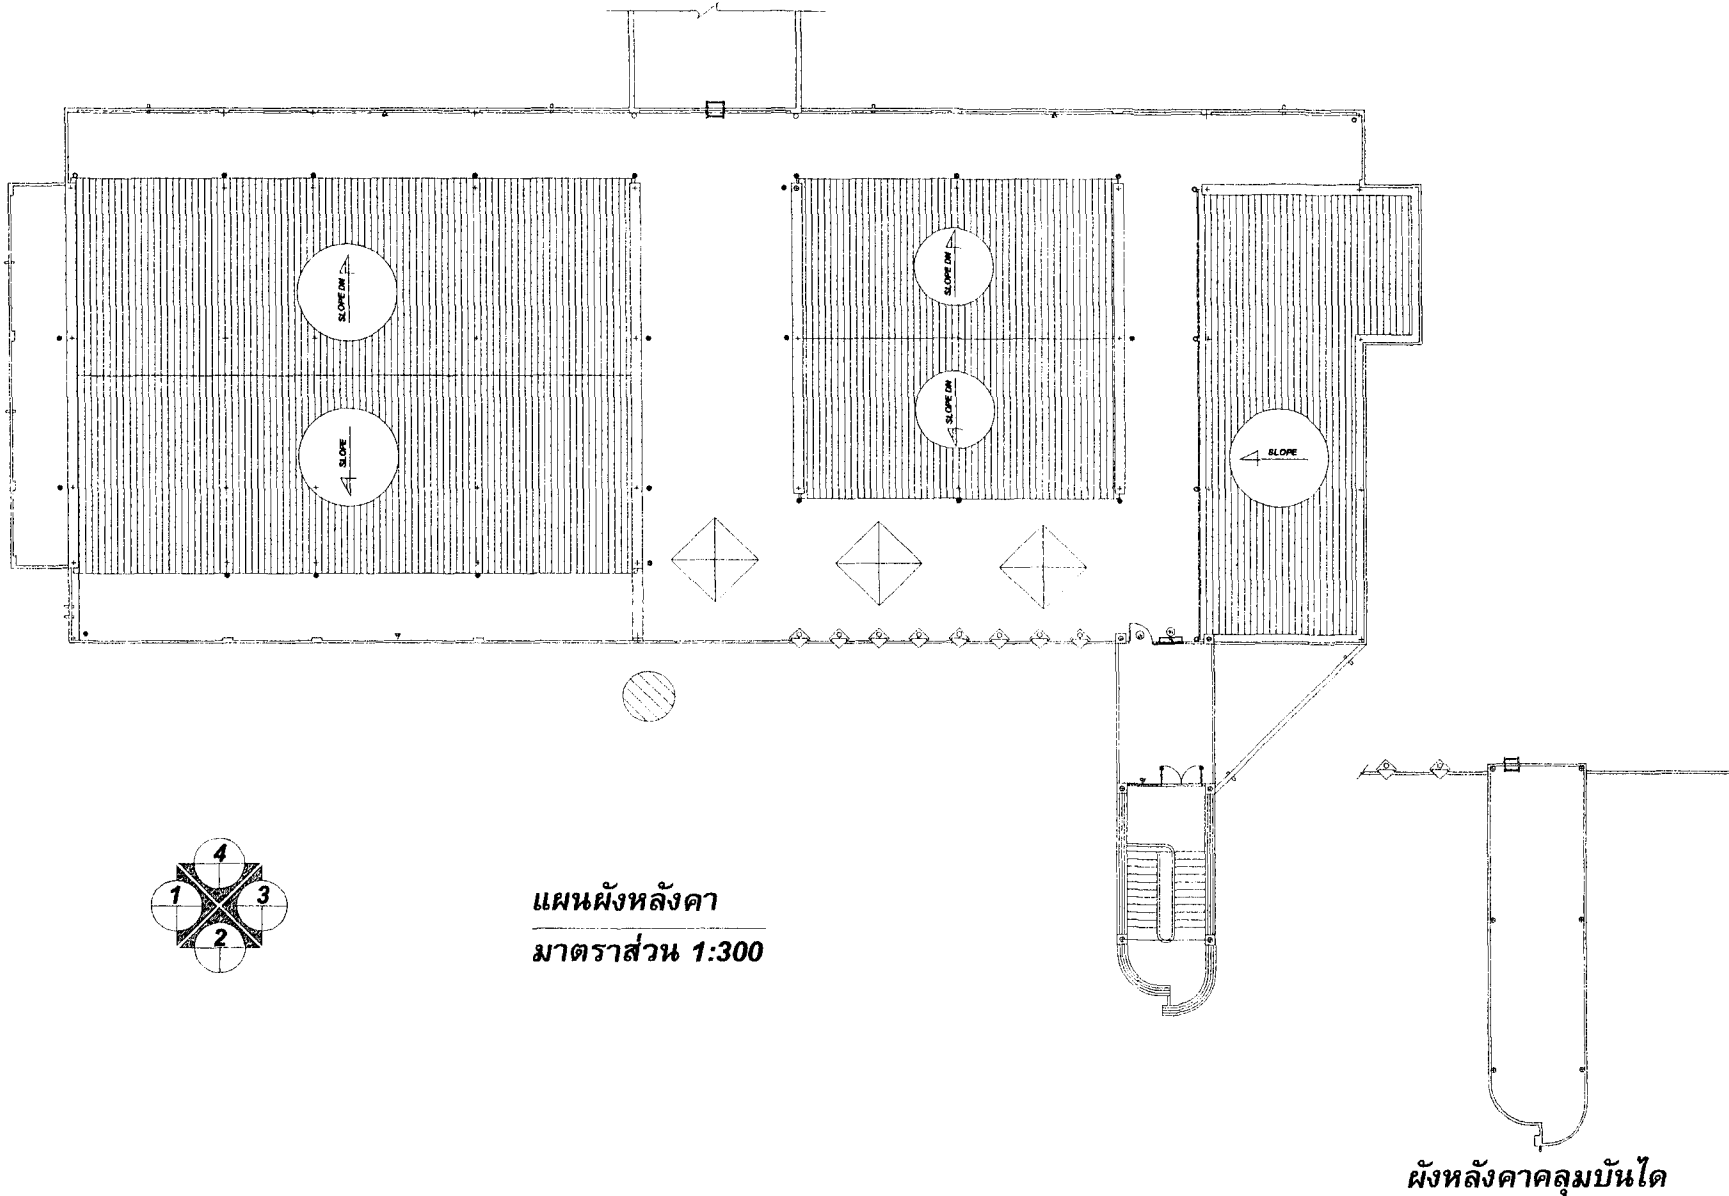 SLOPE DN
SLOPE DN
SLOPE
SLOPE DN
SLOPE
4
1
3
2
แผนผังหลังคา
มาตราส่วน 1:300
ผังหลังคาคลุมบันได